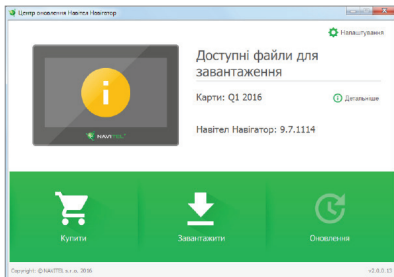 Центр оновлення Навітел Навігатор
Налаштування
Доступні файли для
завантаження
Карти: Q1 2016
Детальніше
Навітел Навігатор: 9.7.1114
NAVITEL
Купити
Завантажити
Оновлення
Copyright © NAVITEL s.r.o. 2016